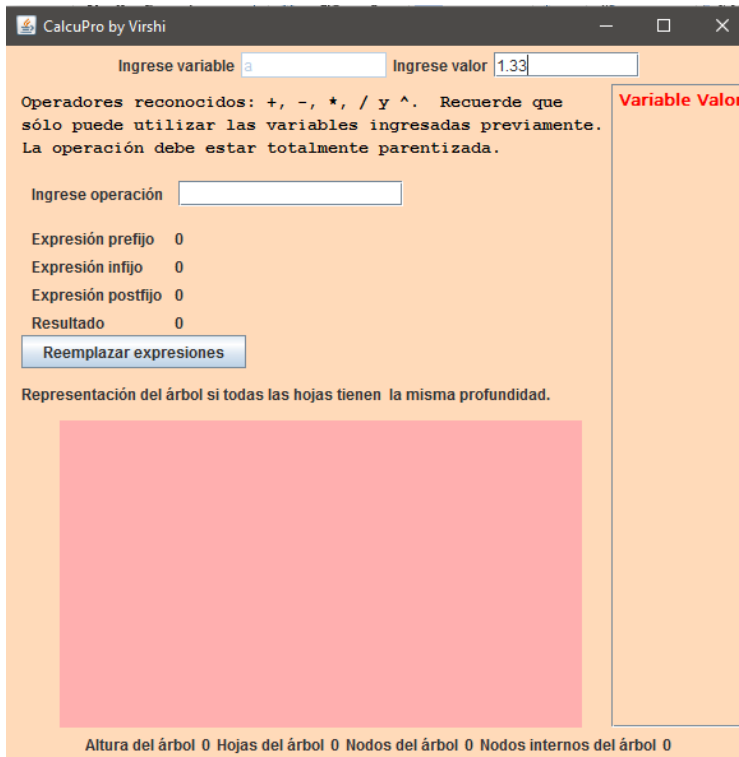 CalcuPro by Virshi
Ingrese variable a Ingrese valor 1.33
Operadores reconocidos: +, -, *, / y ^. Recuerde que
sólo puede utilizar las variables ingresadas previamente.
La operación debe estar totalmente parentizada.
Variable Valor
Ingrese operación
Expresión prefijo 0
Expresión infijo 0
Expresión postfijo 0
Resultado 0
Reemplazar expresiones
Representación del árbol si todas las hojas tienen la misma profundidad.
Altura del árbol 0 Hojas del árbol 0 Nodos del árbol 0 Nodos internos del árbol 0